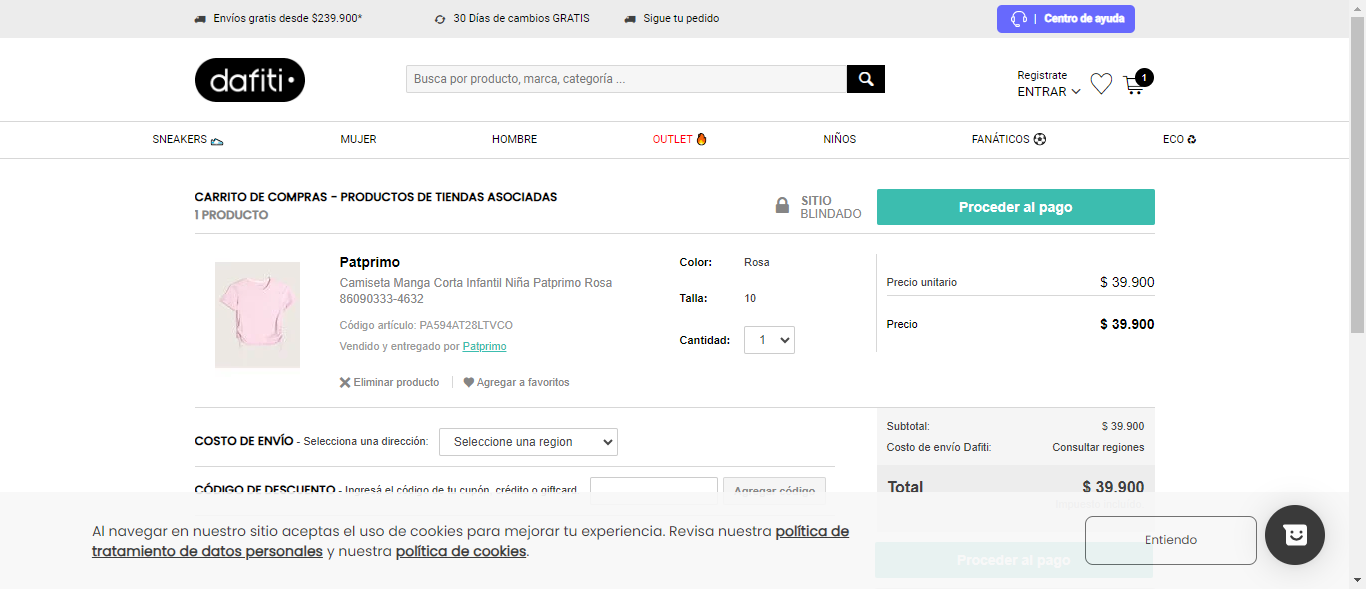 Envíos gratis desde $239.900*
30 Días de cambios GRATIS
Sigue tu pedido
| Centro de ayuda
dafiti
Busca por producto, marca, categoría ...
Registrate
ENTRAR
1
SNEAKERS
MUJER
HOMBRE
OUTLET
NIÑOS
FANÁTICOS
ECO
CARRITO DE COMPRAS - PRODUCTOS DE TIENDAS ASOCIADAS
1 PRODUCTO
SITIO
BLINDADO
Proceder al pago
Patprimo
Camiseta Manga Corta Infantil Niña Patprimo Rosa
86090333-4632
Código artículo: PA594AT28LTVCO
Vendido y entregado por Patprimo
Eliminar producto
Agregar a favoritos
Color: Rosa
Talla: 10
Cantidad: 1
Precio unitario $ 39.900
Precio $ 39.900
COSTO DE ENVÍO - Selecciona una dirección: Seleccione una region
Subtotal: $ 39.900
Costo de envío Dafiti: Consultar regiones
CÓDIGO DE DESCUENTO - Ingresá el código de tu cupón, crédito o giftcard
Agregar código
Total $ 39.900
Proceder al pago
Al navegar en nuestro sitio aceptas el uso de cookies para mejorar tu experiencia. Revisa nuestra política de
tratamiento de datos personales y nuestra política de cookies.
Entiendo